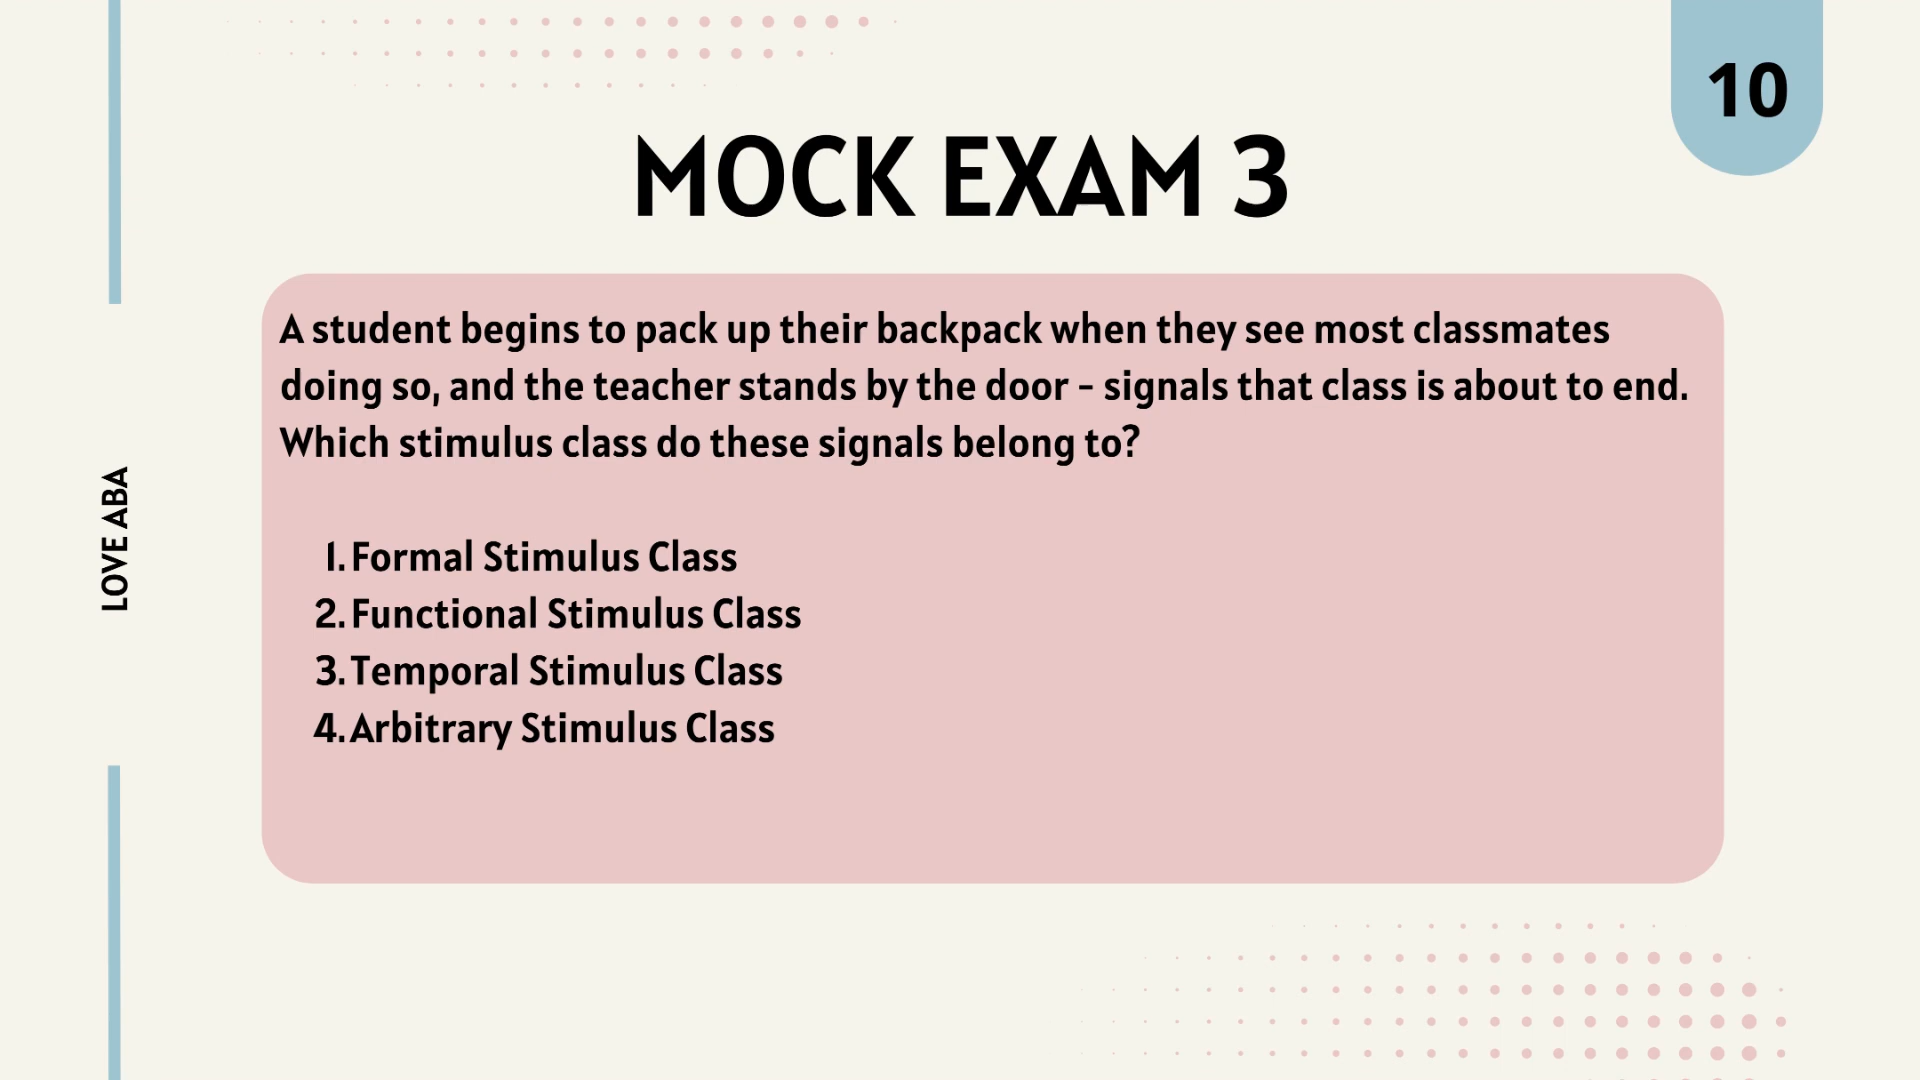 10
MOCK EXAM 3
A student begins to pack up their backpack when they see most classmates
doing so, and the teacher stands by the door - signals that class is about to end.
Which stimulus class do these signals belong to?
1. Formal Stimulus Class
2. Functional Stimulus Class
3. Temporal Stimulus Class
4. Arbitrary Stimulus Class
LOVE ABA